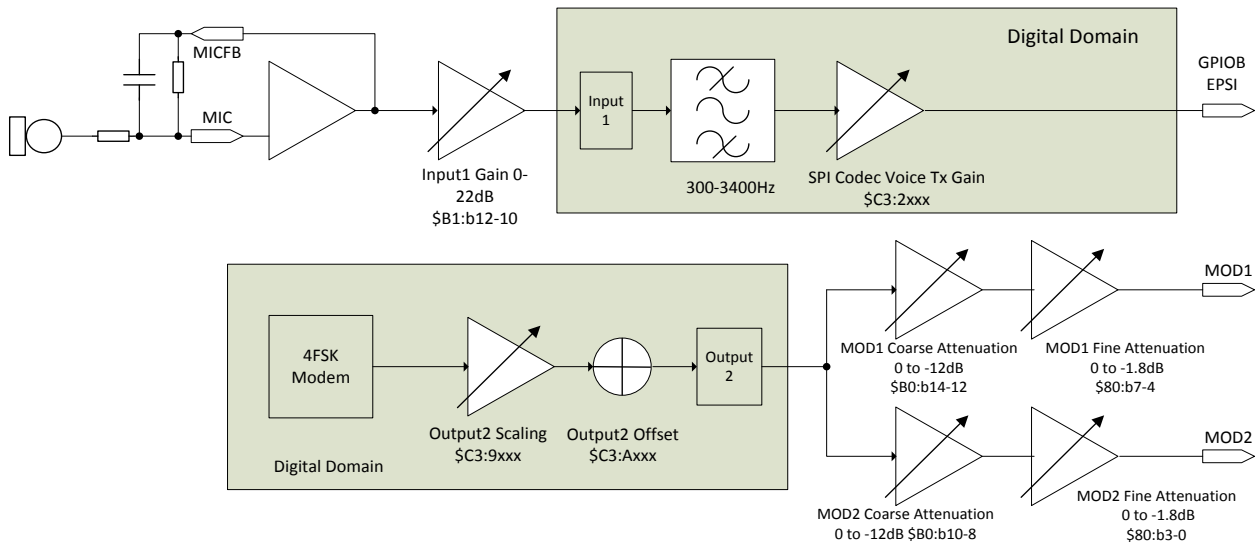 Digital Domain
MICFB
MIC
GPIOB
EPSI
Input
1
Input1 Gain 0-
22dB
$B1:b12-10
300-3400Hz
SPI Codec Voice Tx Gain
$C3:2xxx
4FSK
Modem
Output2 Scaling
$C3:9xxx
Output2 Offset
$C3:Axxx
Output
2
Digital Domain
MOD1
MOD1 Coarse Attenuation
0 to -12dB
$B0:b14-12
MOD1 Fine Attenuation
0 to -1.8dB
$80:b7-4
MOD2
MOD2 Coarse Attenuation
0 to -12dB $B0:b10-8
MOD2 Fine Attenuation
0 to -1.8dB
$80:b3-0